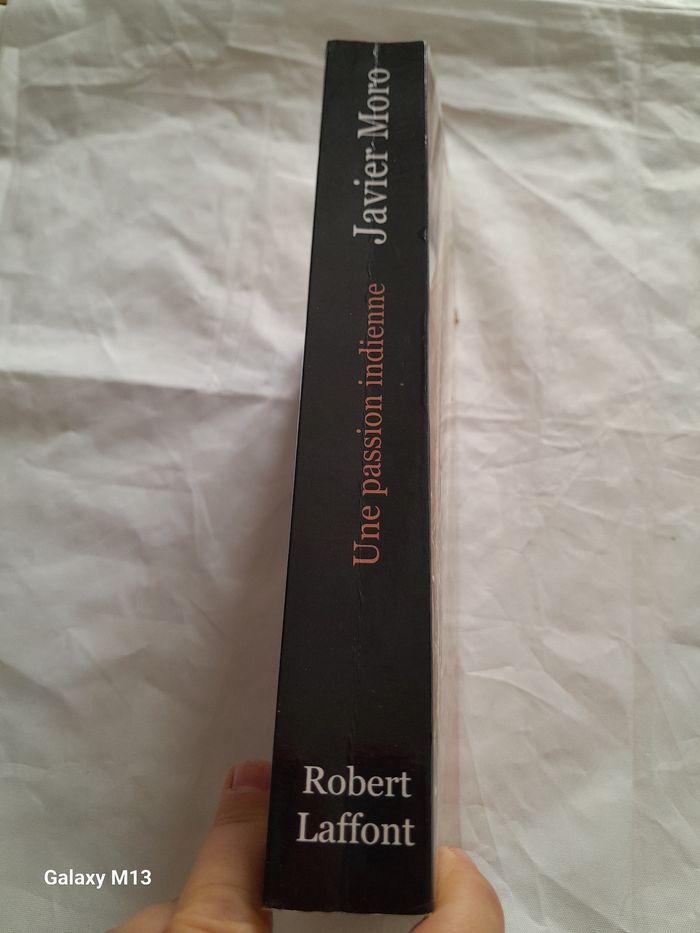 Javier Moro
Une passion indienne
Robert
Laffont
Galaxy M13